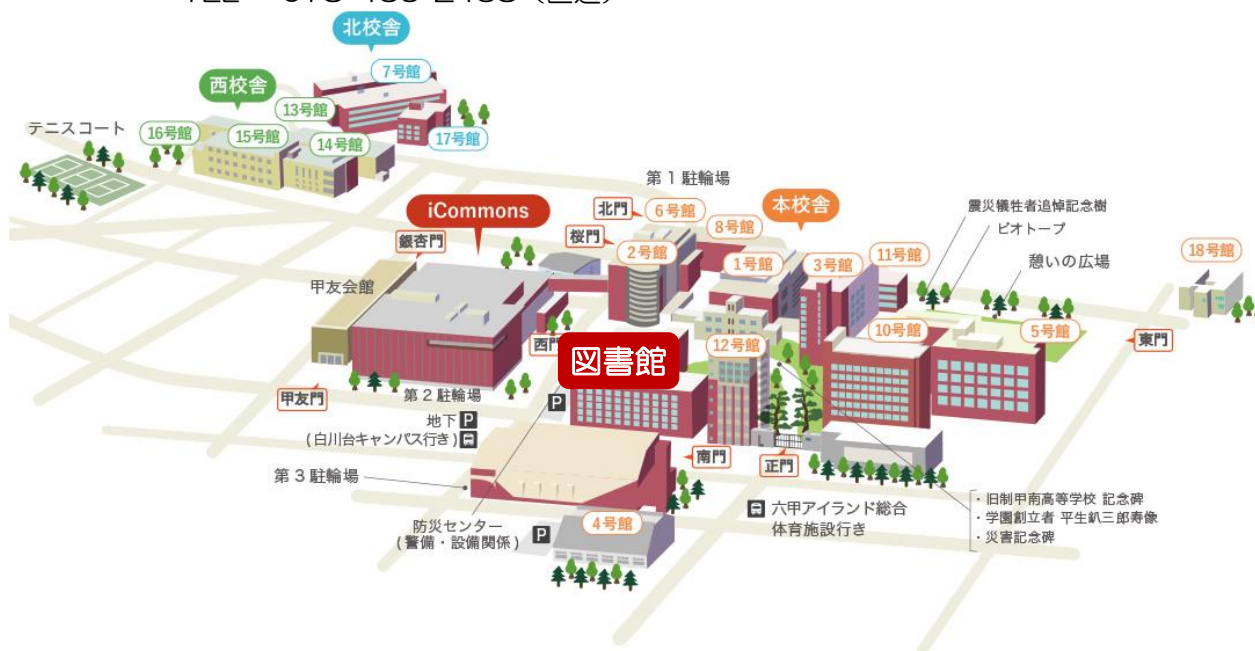 北校舎
7号館
西校舎
13号館
テニスコート
16号館
15号館
14号館
17号館
第1駐輪場
iCommons
北門
6号館
本校舎
震災犠牲者追悼記念樹
ビオトープ
銀杏門
桜門
8号館
2号館
1号館
3号館
11号館
憩いの広場
18号館
甲友会館
10号館
5号館
東門
西門
図書館
12号館
甲友門
第2駐輪場
地下 P
(白川台キャンパス行き)
P
南門
正門
第3駐輪場
・旧制甲南高等学校 記念碑
・学園創立者 平生釟三郎寿像
・災害記念碑
六甲アイランド総合
体育施設行き
防災センター
(警備・設備関係)
P
4号館